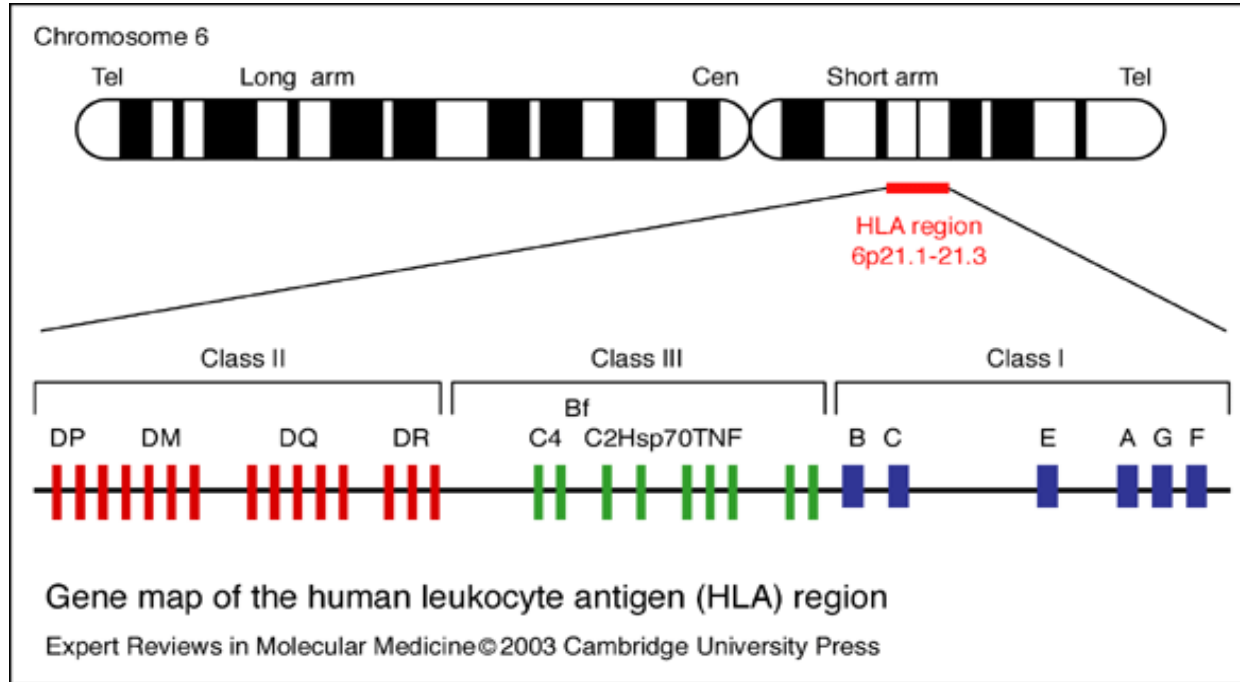 Chromosome 6
Tel Long arm Cen Short arm Tel
HLA region
6p21.1-21.3
Class II Class III Class I
Bf
DP DM DQ DR C4 C2Hsp70TNF B C E A G F
Gene map of the human leukocyte antigen (HLA) region
Expert Reviews in Molecular Medicine©2003 Cambridge University Press